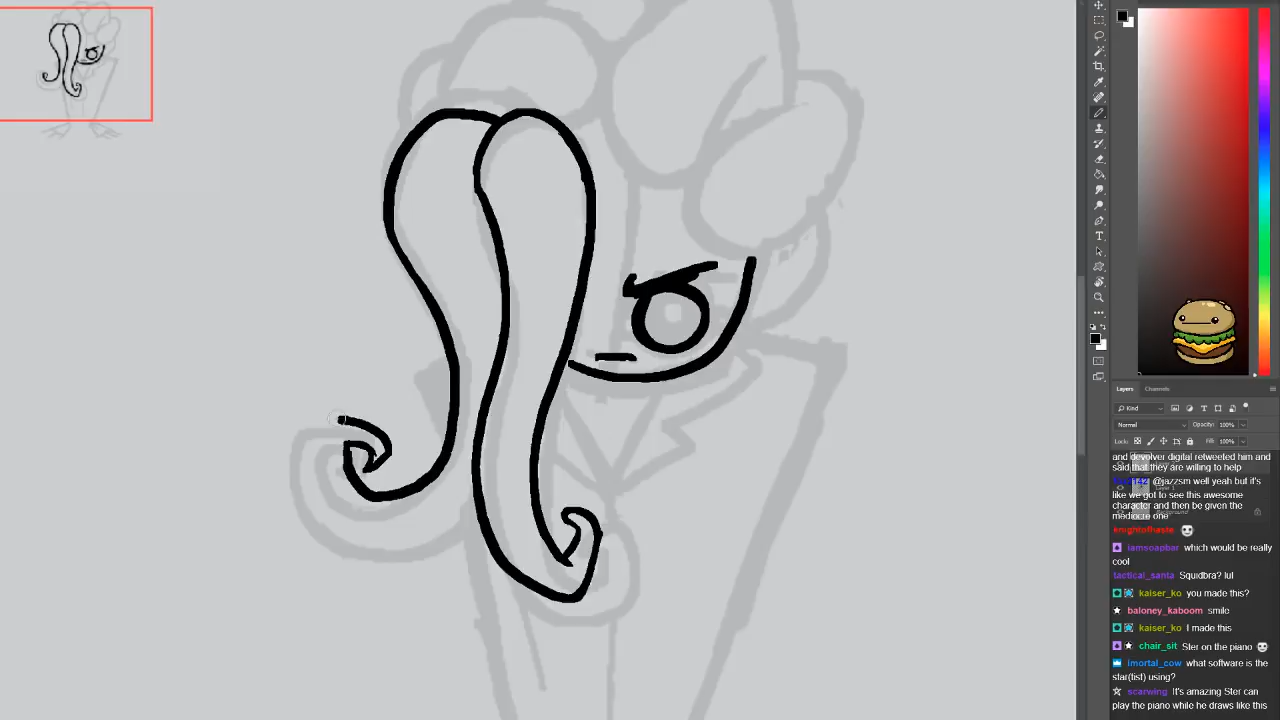 Layers Channels
Kind
Normal Opacity: 100%
Lock: Fill: 100%
and devolver digital retweeted him and
said that they are willing to help
@jazzsm well yeah but it's
like we got to see this awesome
character and then be given the
mediocre one
knightofhaste
iamsoapbar which would be really
cool
tactical_santa Squidbra? lul
kaiser_ko you made this?
baloney_kaboom smile
kaiser_ko I made this
chair_sit Ster on the piano
imortal_cow what software is the
star(tist) using?
scarwing It's amazing Ster can
play the piano while he draws like this